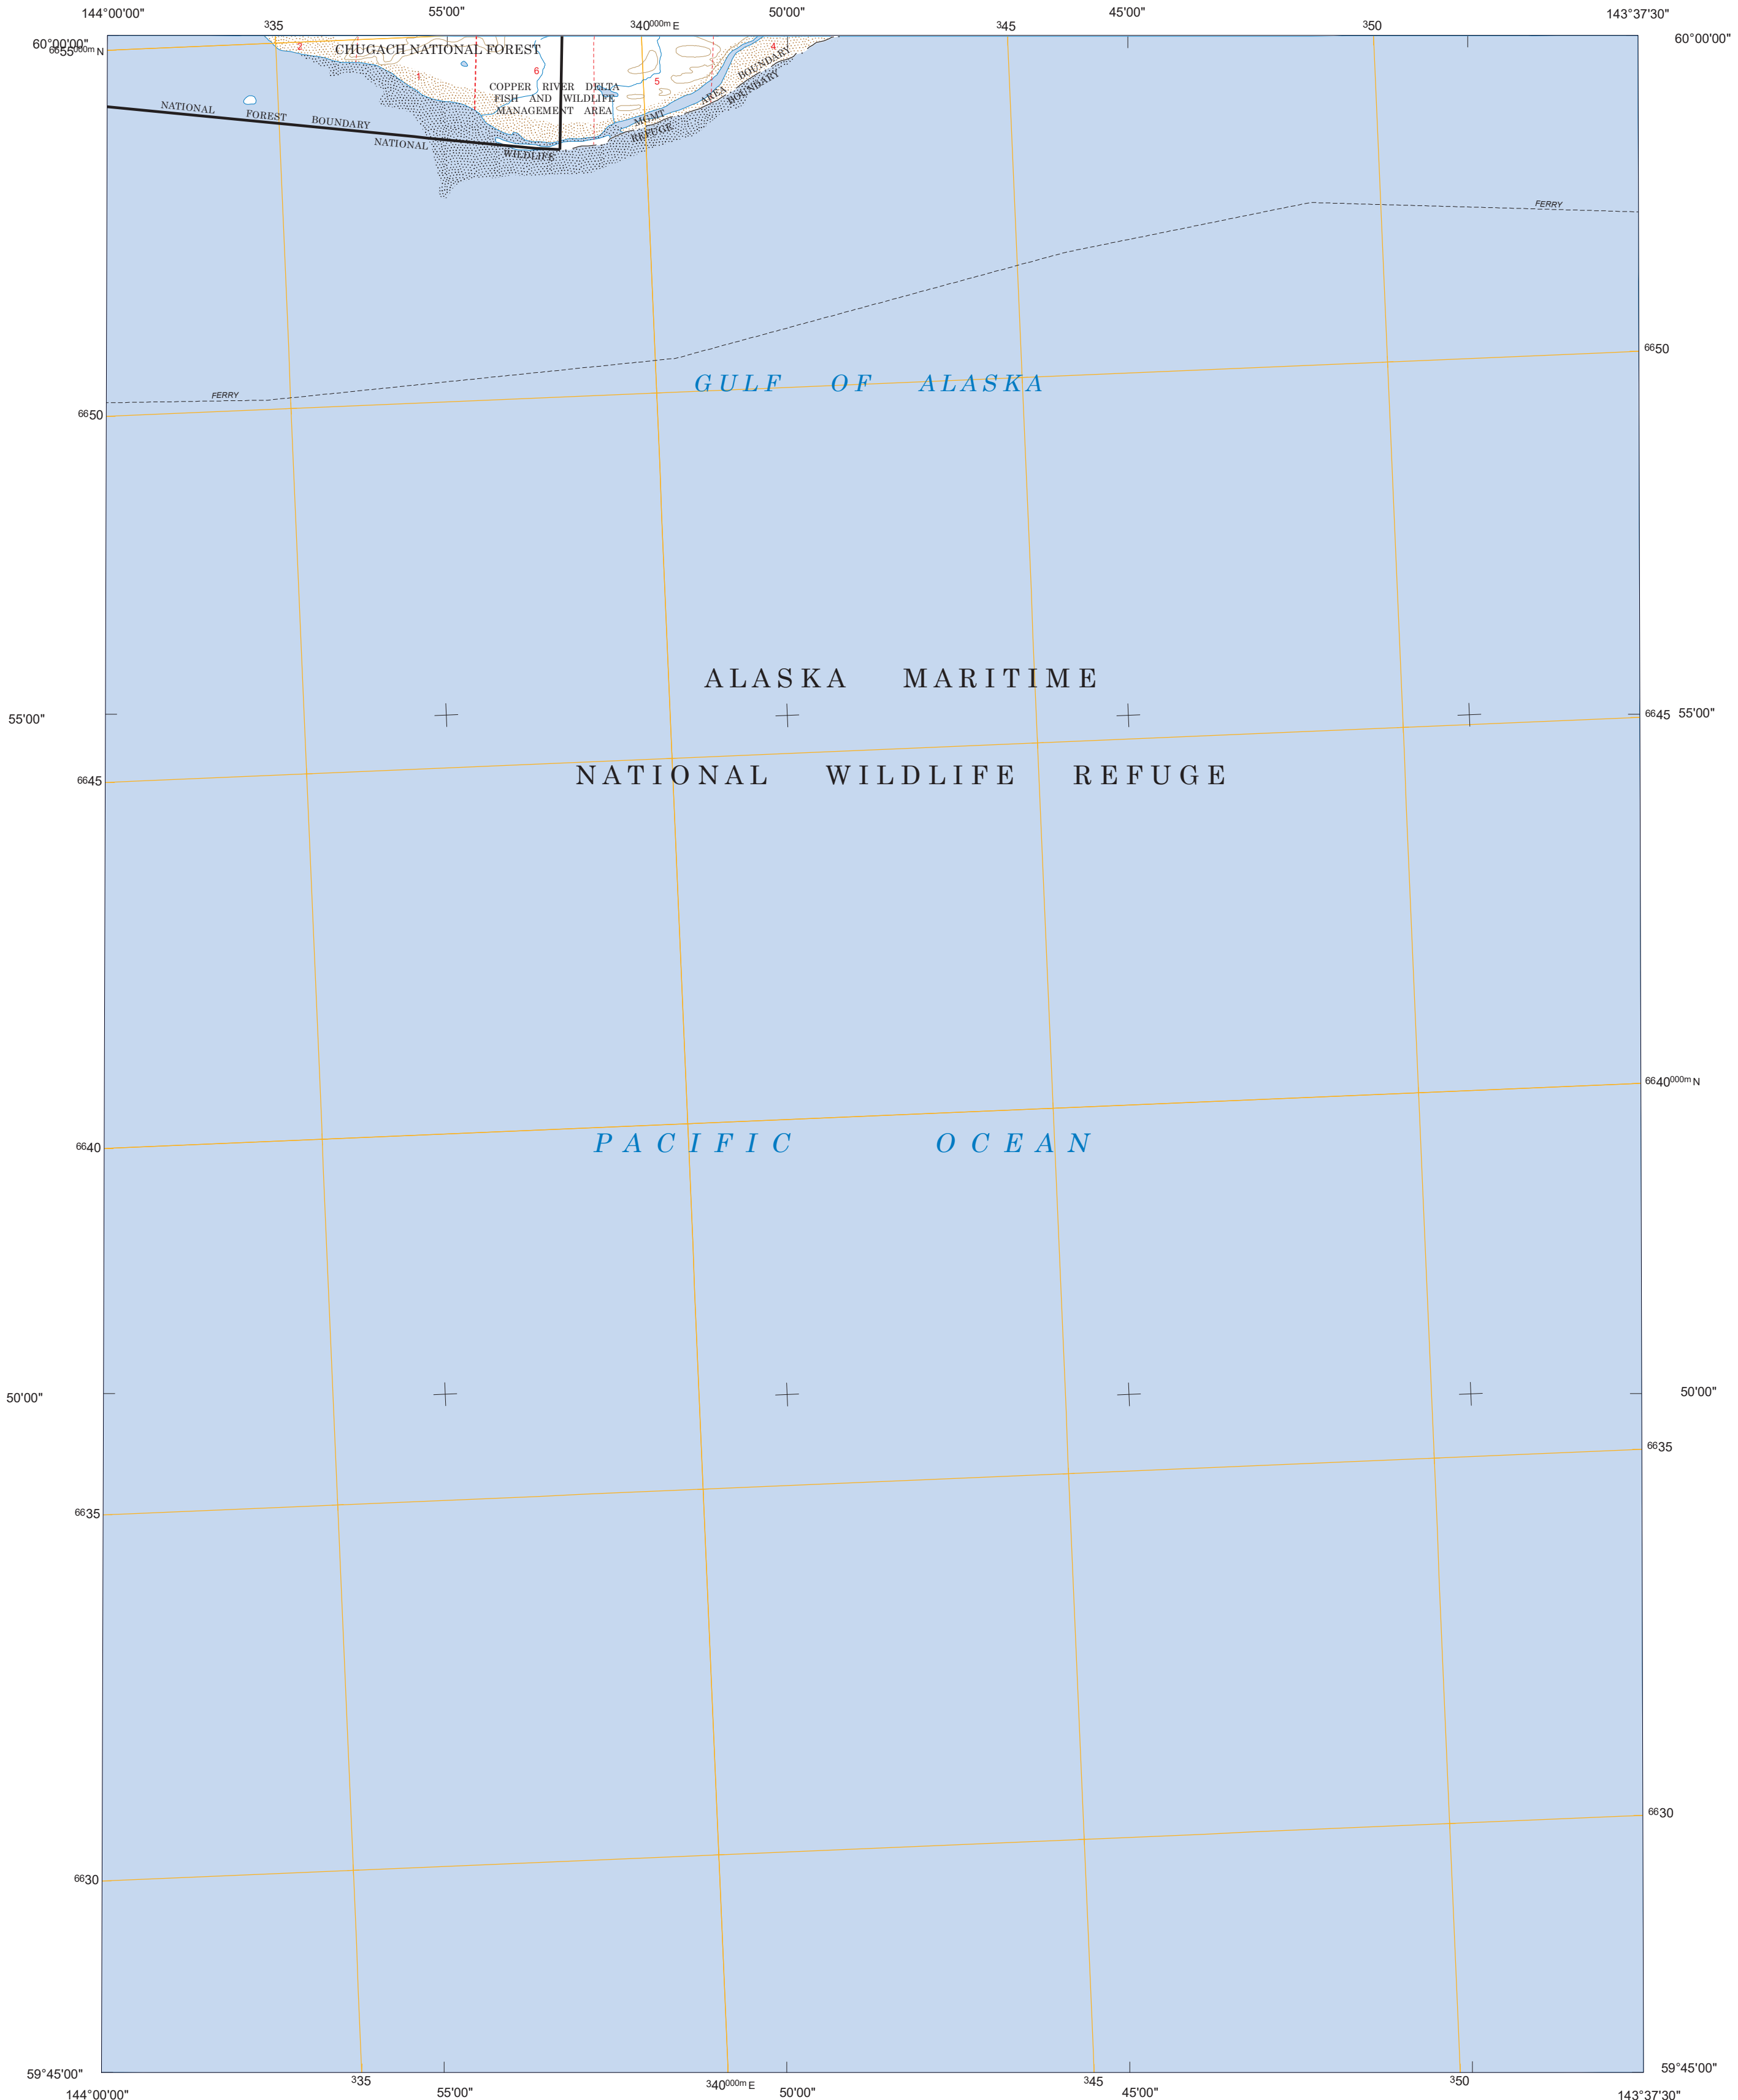 144°00'00" 55'00" 50'00" 45'00" 143°37'30"
335 340000m E 345 350
60°00'00" 60°00'00"
6655000m N
CHUGACH NATIONAL FOREST
2 4
1 6 5
COPPER RIVER DELTA
FISH AND WILDLIFE
MANAGEMENT AREA
MGMT AREA BOUNDARY
NATIONAL FOREST BOUNDARY
NATIONAL WILDLIFE REFUGE BOUNDARY
FERRY
6650
GULF OF ALASKA
FERRY
6650
ALASKA MARITIME
55'00" 6645 55'00"
6645
NATIONAL WILDLIFE REFUGE
6640000m N
6640
PACIFIC OCEAN
50'00" 50'00"
6635
6635
6630
6630
59°45'00" 59°45'00"
335 340000m E 345 350
144°00'00" 55'00" 50'00" 45'00" 143°37'30"